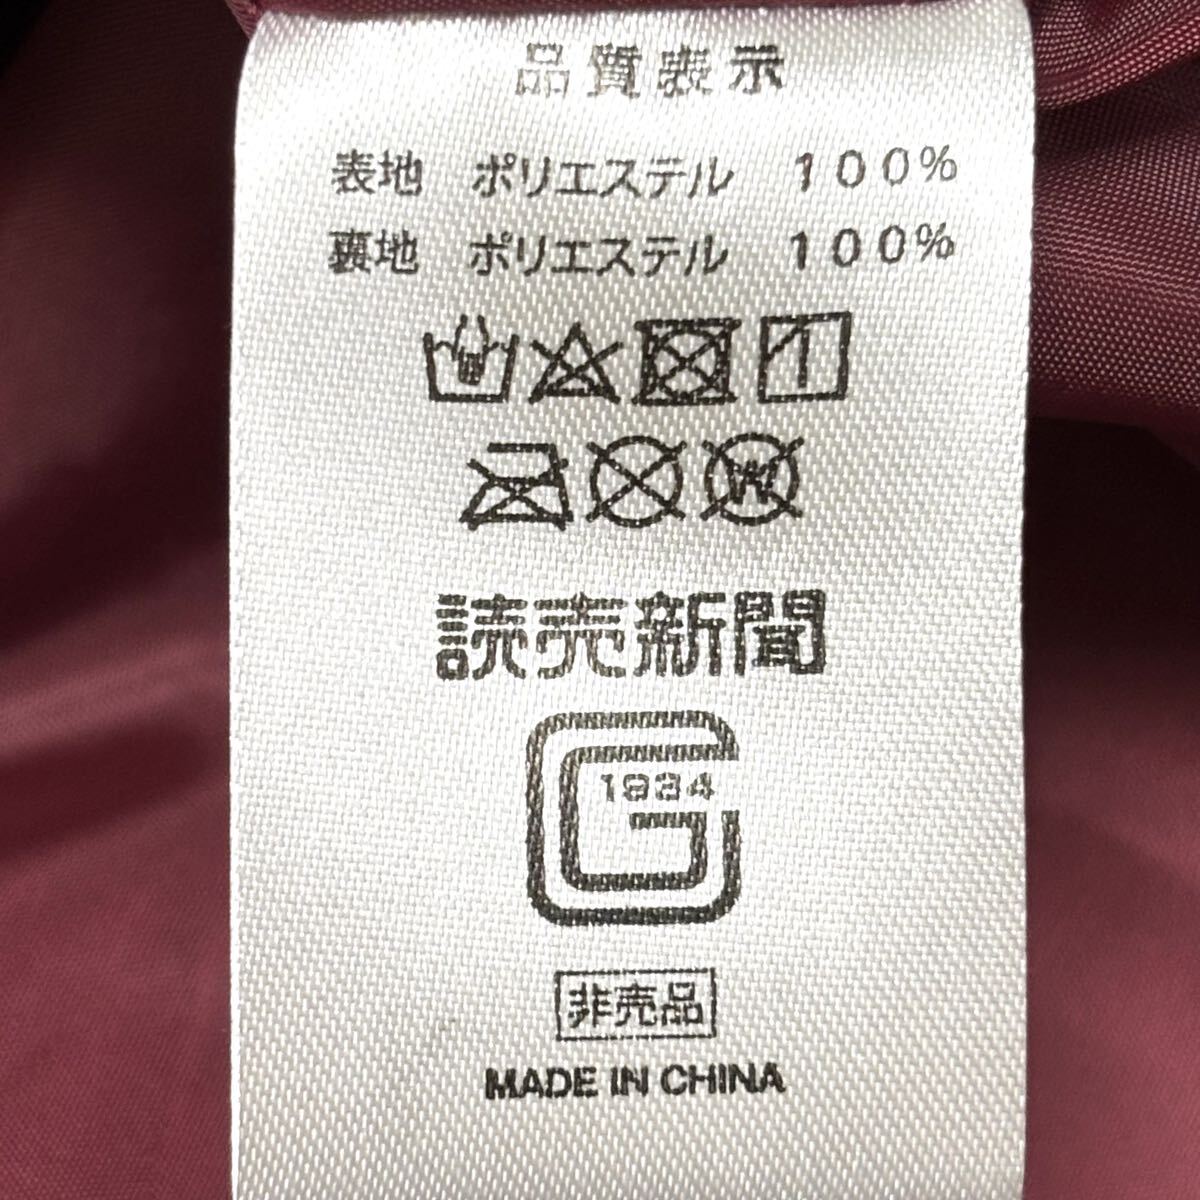 品質表示
表地 ポリエステル 100%
裏地 ポリエステル 100%
W
読売新聞
G
1934
非売品
MADE IN CHINA